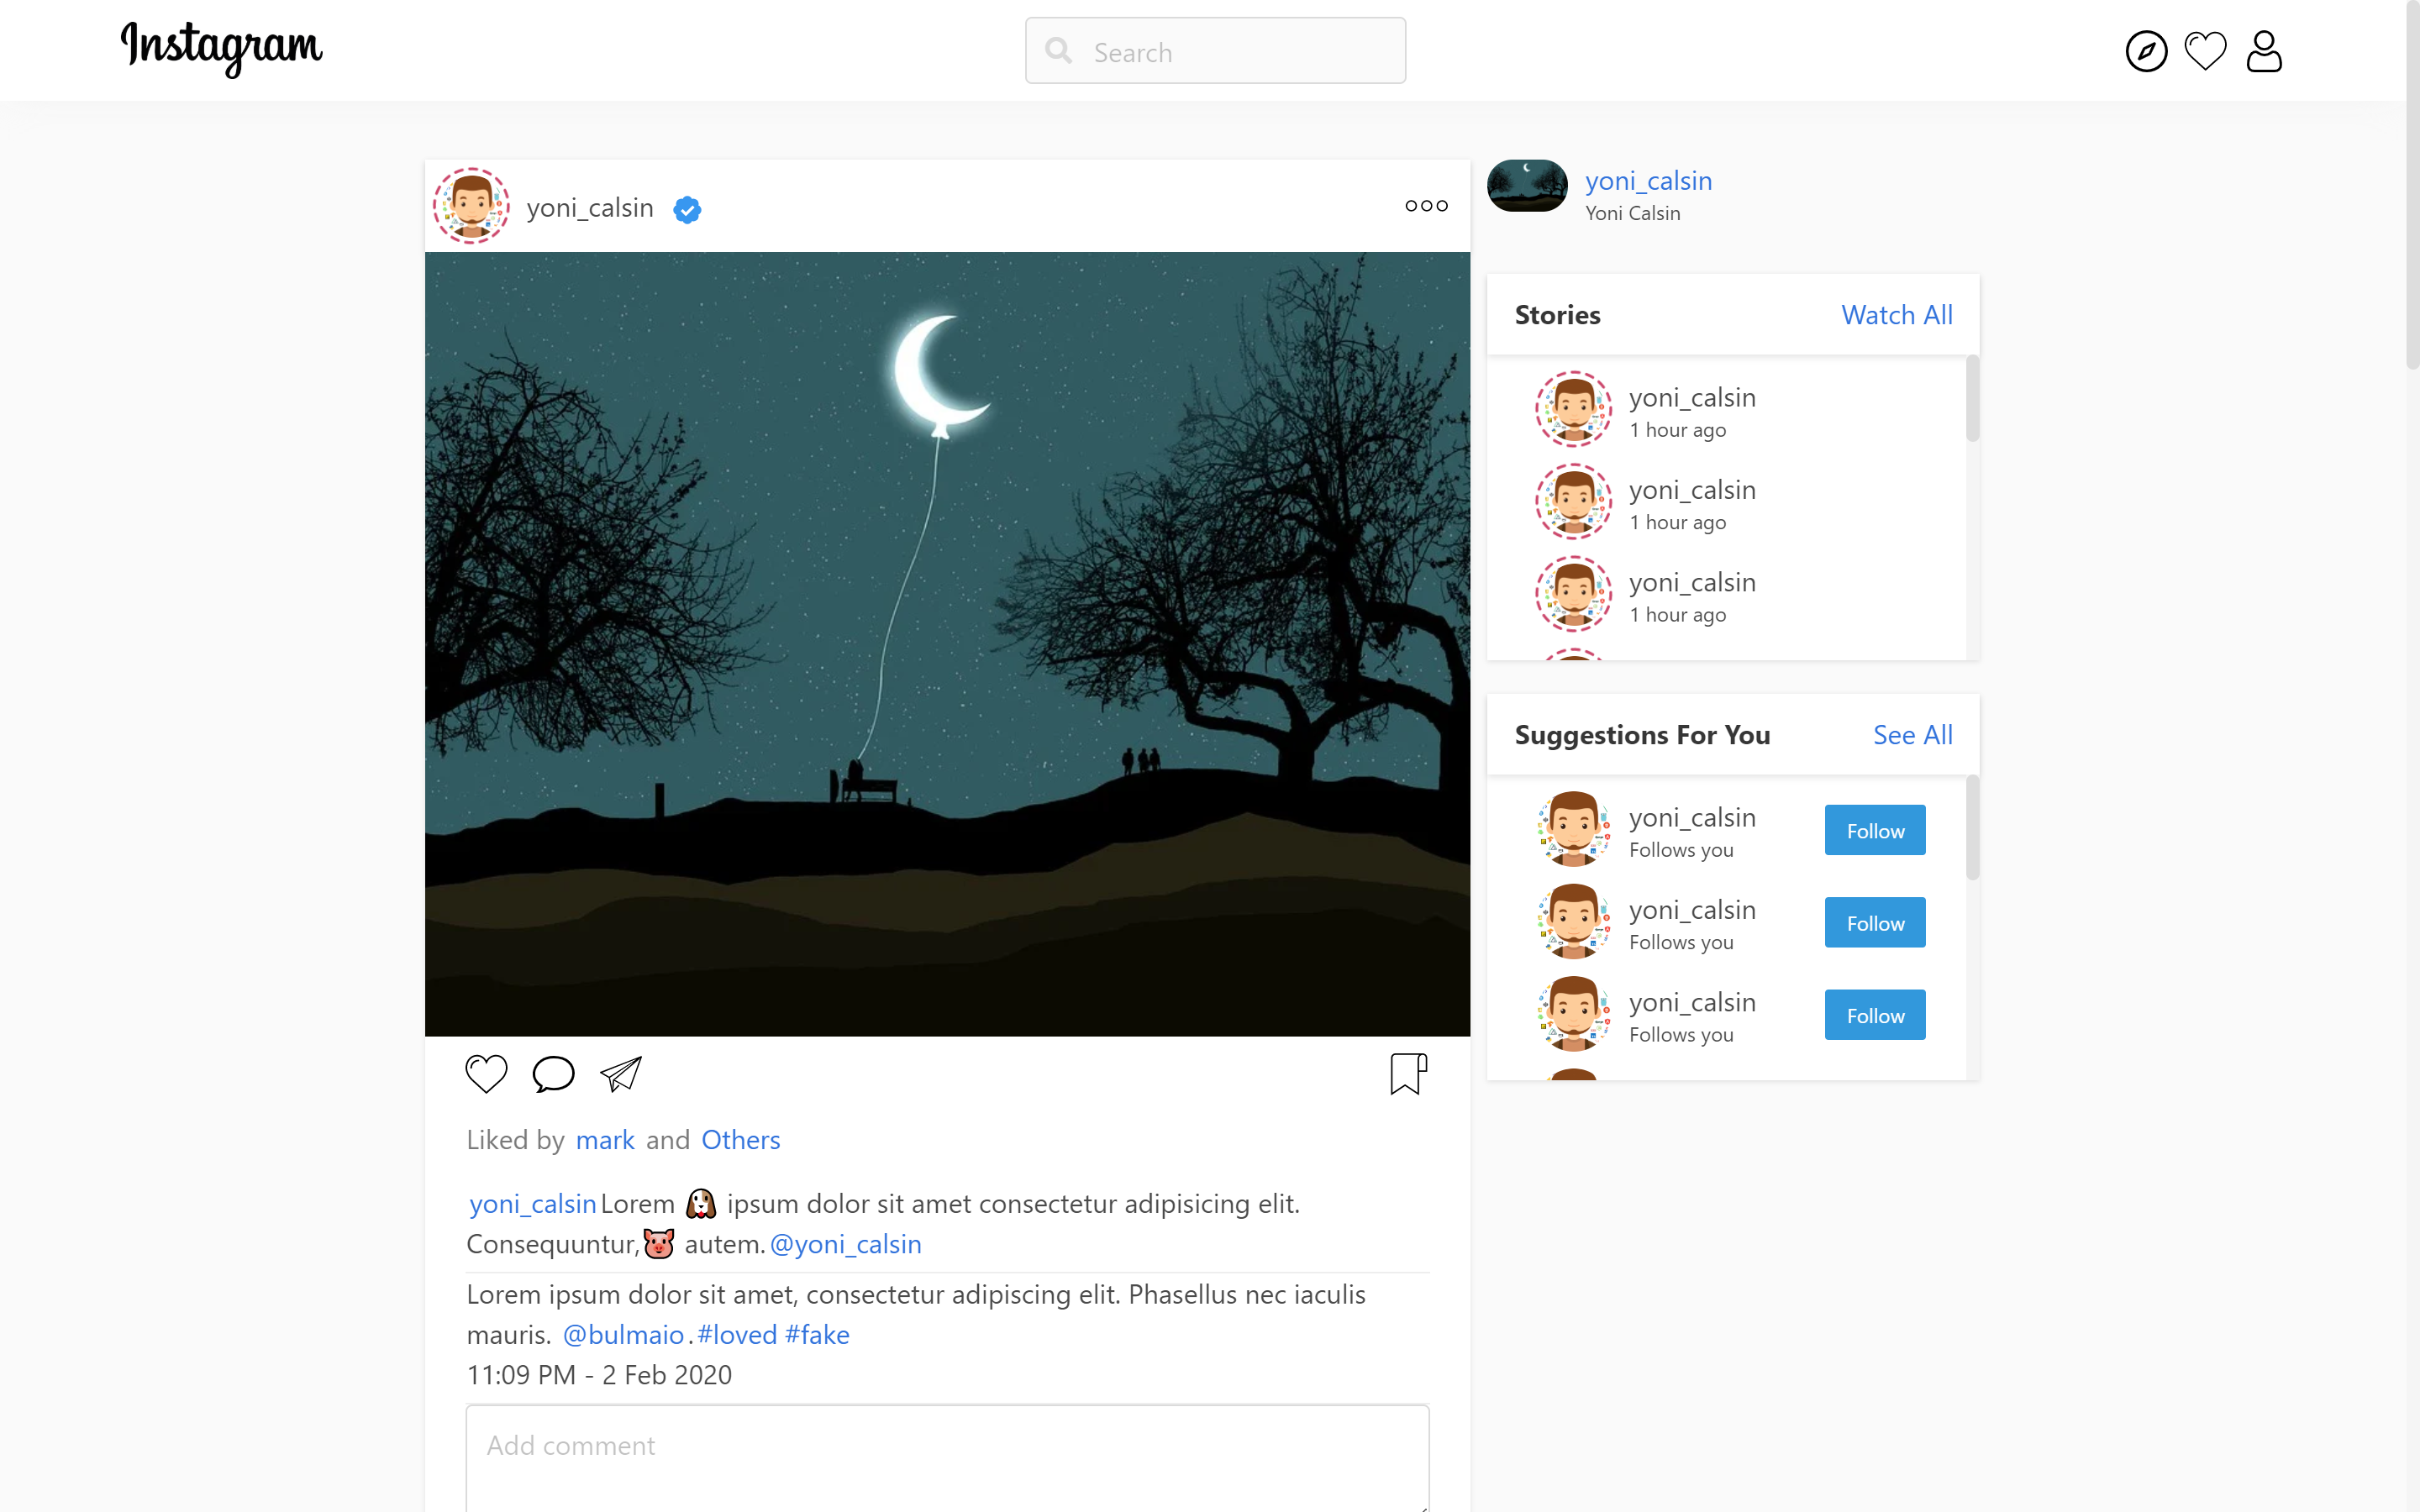 Instagram
Search
yoni_calsin
yoni_calsin
Yoni Calsin
Stories
Watch All
yoni_calsin
1 hour ago
yoni_calsin
1 hour ago
yoni_calsin
1 hour ago
Suggestions For You
See All
yoni_calsin
Follows you
Follow
yoni_calsin
Follows you
Follow
yoni_calsin
Follows you
Follow
Liked by mark and Others
yoni_calsin Lorem 🐶 ipsum dolor sit amet consectetur adipisicing elit.
Consequuntur,🐷 autem. @yoni_calsin
Lorem ipsum dolor sit amet, consectetur adipiscing elit. Phasellus nec iaculis
mauris. @bulmaio. #loved #fake
11:09 PM - 2 Feb 2020
Add comment